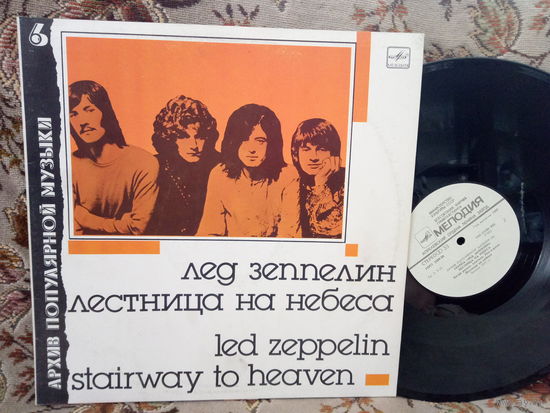 6
АРХИВ ПОПУЛЯРНОЙ МУЗЫКИ
лед зеппелин
лестница на небеса
led zeppelin
stairway to heaven
МЕЛОДИЯ